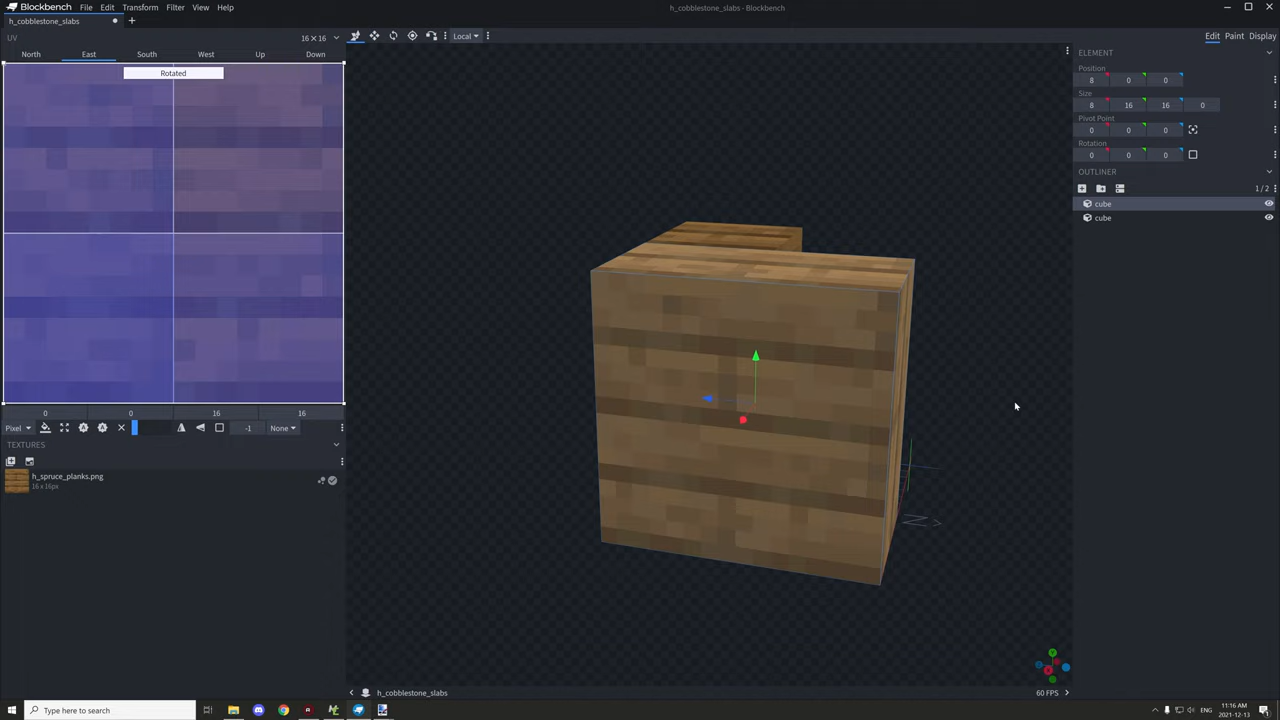 Blockbench File Edit Transform Filter View Help
h_cobblestone_slabs - Blockbench
h_cobblestone_slabs
UV 16 × 16
Local
Edit Paint Display
North East South West Up Down
Rotated
ELEMENT
Position
8 0 0
Size
8 16 16 0
Pivot Point
0 0 0
Rotation
0 0 0
OUTLINER
1 / 2
cube
cube
0 0 16 16
Pixel -1 None
TEXTURES
h_spruce_planks.png
16 x 16px
h_cobblestone_slabs
60 FPS
Type here to search
11:16 AM
2021-12-13